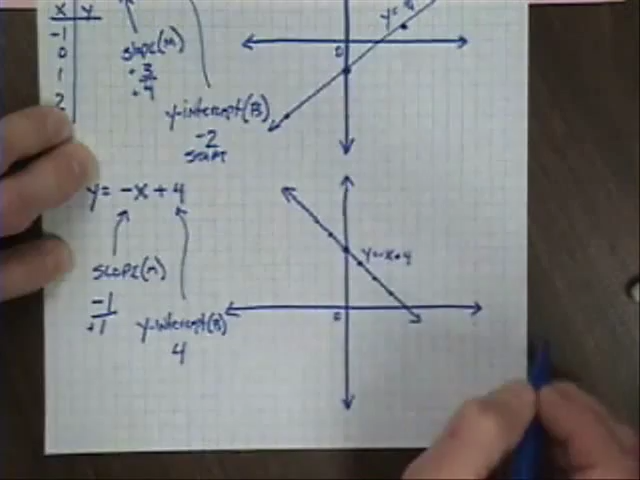 X Y
-1
0
1
2
slope(M)
+3
+4
y-intercept(B)
-2
START
y=
0
y= -x + 4
slope(M)
-1
+1
y-intercept(B)
4
y=-x+4
0